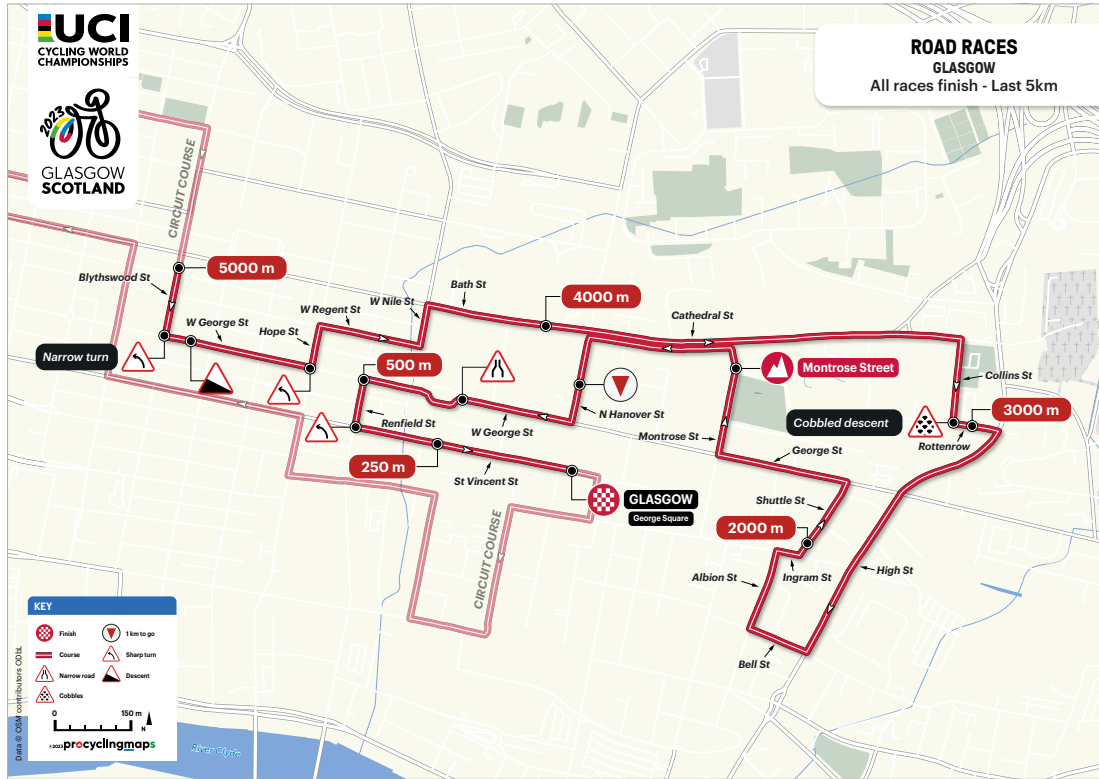 UCI
CYCLING WORLD
CHAMPIONSHIPS
2023
GLASGOW
SCOTLAND
ROAD RACES
GLASGOW
All races finish - Last 5km
CIRCUIT COURSE
Blythswood St
5000 m
W George St
Hope St
W Regent St
W Nile St
Bath St
4000 m
Cathedral St
Narrow turn
500 m
Montrose Street
Collins St
Renfield St
W George St
N Hanover St
Montrose St
Cobbled descent
3000 m
Rottenrow
George St
250 m
St Vincent St
GLASGOW
George Square
Shuttle St
2000 m
CIRCUIT COURSE
Albion St
Ingram St
High St
Bell St
KEY
Finish
1 km to go
Course
Sharp turn
Narrow road
Descent
Cobbles
0
150 m
N
©2023 procyclingmaps
Data © OSM contributors ODbL
River Clyde